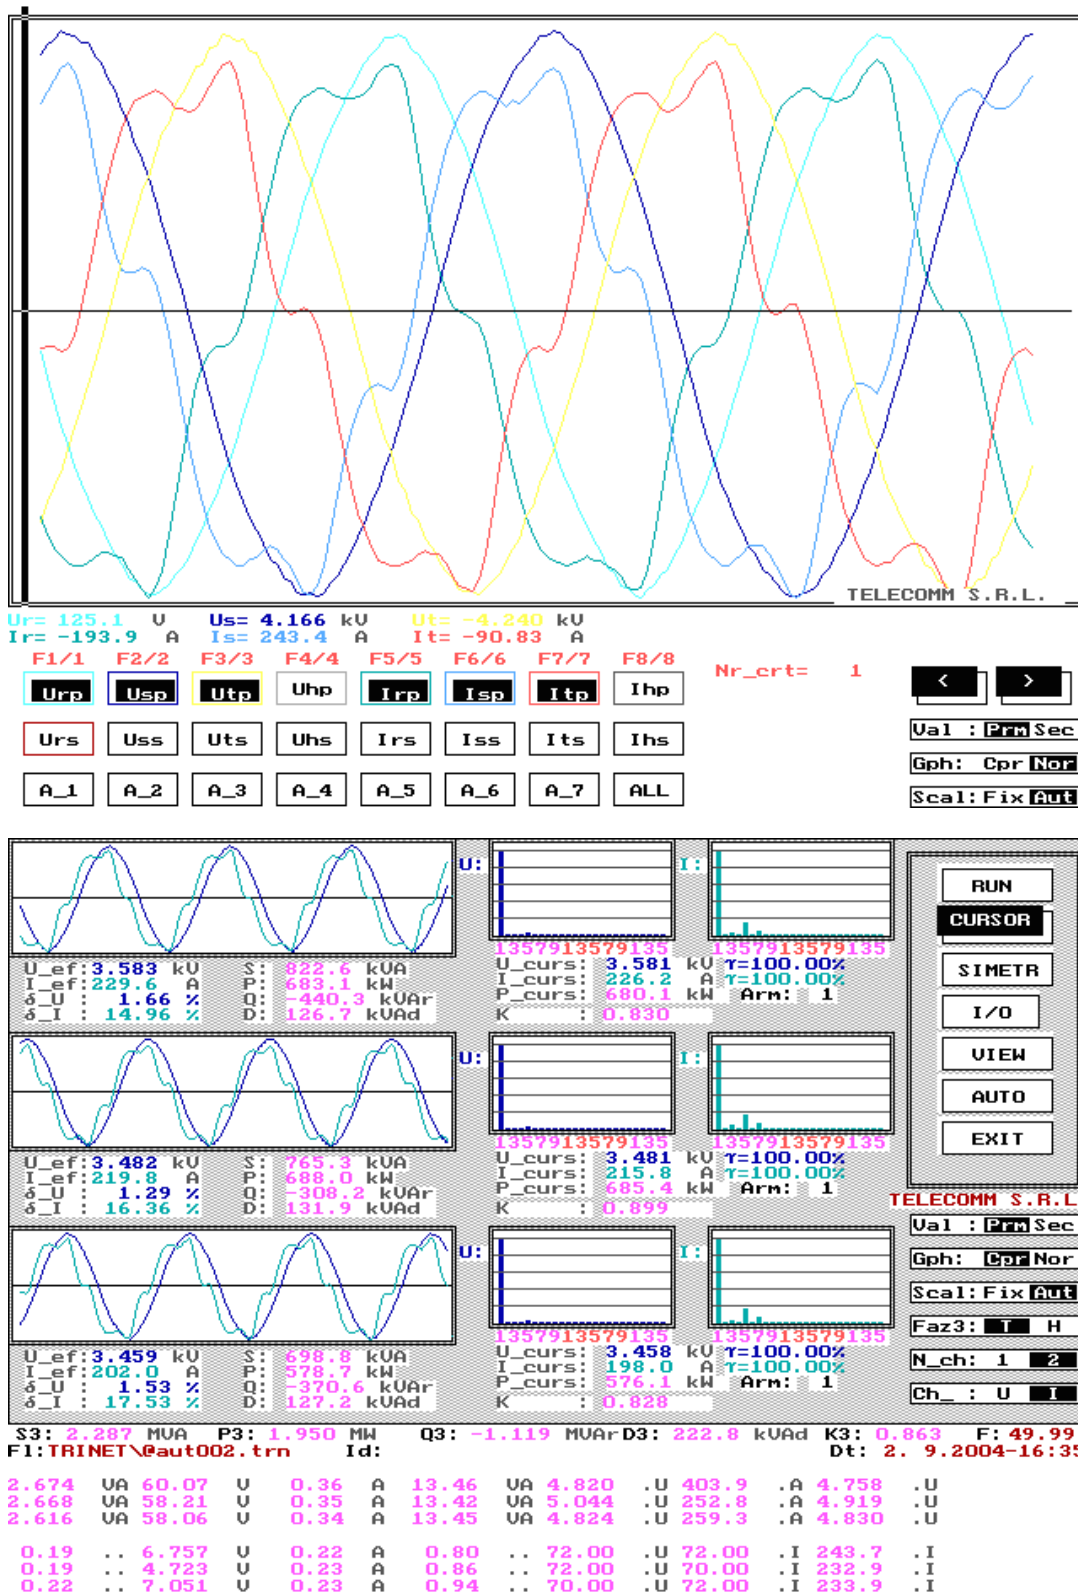 TELECOMM S.R.L.
Ur= 125.1 V Us= 4.166 kV Ut= -4.240 kV
Ir= -193.9 A Is= 243.4 A It= -90.83 A
F1/1 F2/2 F3/3 F4/4 F5/5 F6/6 F7/7 F8/8
Nr_crt= 1
< >
Urp Usp Utp Uhp Irp Isp Itp Ihp
Urs Uss Uts Uhs Irs Iss Its Ihs
A_1 A_2 A_3 A_4 A_5 A_6 A_7 ALL
Val : Prm Sec
Gph: Cpr Nor
Scal: Fix Aut
U: I:
1357913579135 1357913579135
U_ef: 3.583 kV S: 822.6 kVA U_curs: 3.581 kV τ=100.00%
I_ef: 229.6 A P: 683.1 kW I_curs: 226.2 A τ=100.00%
δ_U : 1.66 % Q: -440.3 kVAr P_curs: 680.1 kW Arm: 1
δ_I : 14.96 % D: 126.7 kVAd K : 0.830
U: I:
1357913579135 1357913579135
U_ef: 3.482 kV S: 765.3 kVA U_curs: 3.481 kV τ=100.00%
I_ef: 219.8 A P: 688.0 kW I_curs: 215.8 A τ=100.00%
δ_U : 1.29 % Q: -308.2 kVAr P_curs: 685.4 kW Arm: 1
δ_I : 16.36 % D: 131.9 kVAd K : 0.899
U: I:
1357913579135 1357913579135
U_ef: 3.459 kV S: 698.8 kVA U_curs: 3.458 kV τ=100.00%
I_ef: 202.0 A P: 578.7 kW I_curs: 198.0 A τ=100.00%
δ_U : 1.53 % Q: -370.6 kVAr P_curs: 576.1 kW Arm: 1
δ_I : 17.53 % D: 127.2 kVAd K : 0.828
RUN
CURSOR
SIMETR
I/O
VIEW
AUTO
EXIT
TELECOMM S.R.L
Val : Prm Sec
Gph: Cpr Nor
Scal: Fix Aut
Faz3: T H
N_ch: 1 2
Ch_ : U I
S3: 2.287 MVA P3: 1.950 MW Q3: -1.119 MVAr D3: 222.8 kVAd K3: 0.863 F: 49.99
Fl: TRINET\@aut002.trn Id: Dt: 2. 9.2004-16:35
2.674 VA 60.07 V 0.36 A 13.46 VA 4.820 .U 403.9 .A 4.758 .U
2.668 VA 58.21 V 0.35 A 13.42 VA 5.044 .U 252.8 .A 4.919 .U
2.616 VA 58.06 V 0.34 A 13.45 VA 4.824 .U 259.3 .A 4.830 .U
0.19 .. 6.757 V 0.22 A 0.80 .. 72.00 .U 72.00 .I 243.7 .I
0.19 .. 4.723 V 0.23 A 0.86 .. 72.00 .U 70.00 .I 232.9 .I
0.22 .. 7.051 V 0.23 A 0.94 .. 70.00 .U 72.00 .I 233.9 .I